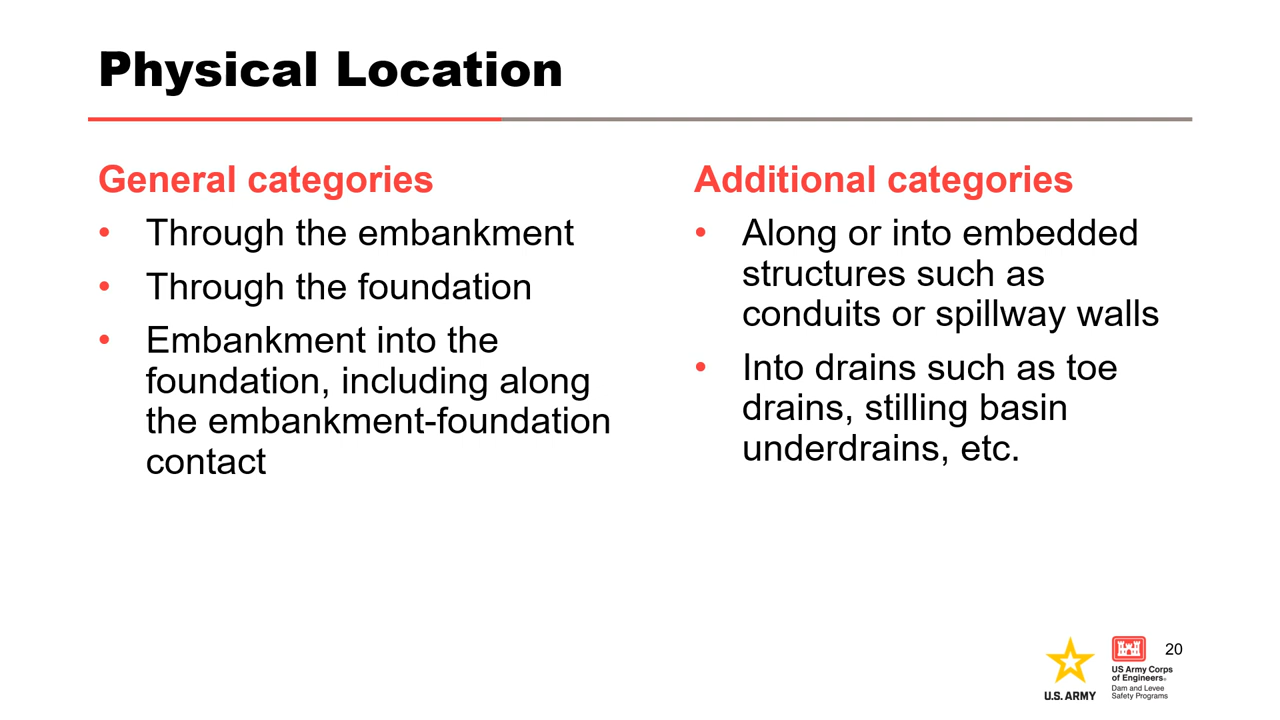 Physical Location
General categories
• Through the embankment
• Through the foundation
• Embankment into the
foundation, including along
the embankment-foundation
contact
Additional categories
• Along or into embedded
structures such as
conduits or spillway walls
• Into drains such as toe
drains, stilling basin
underdrains, etc.
U.S. ARMY
US Army Corps
of Engineers®
Dam and Levee
Safety Programs
20